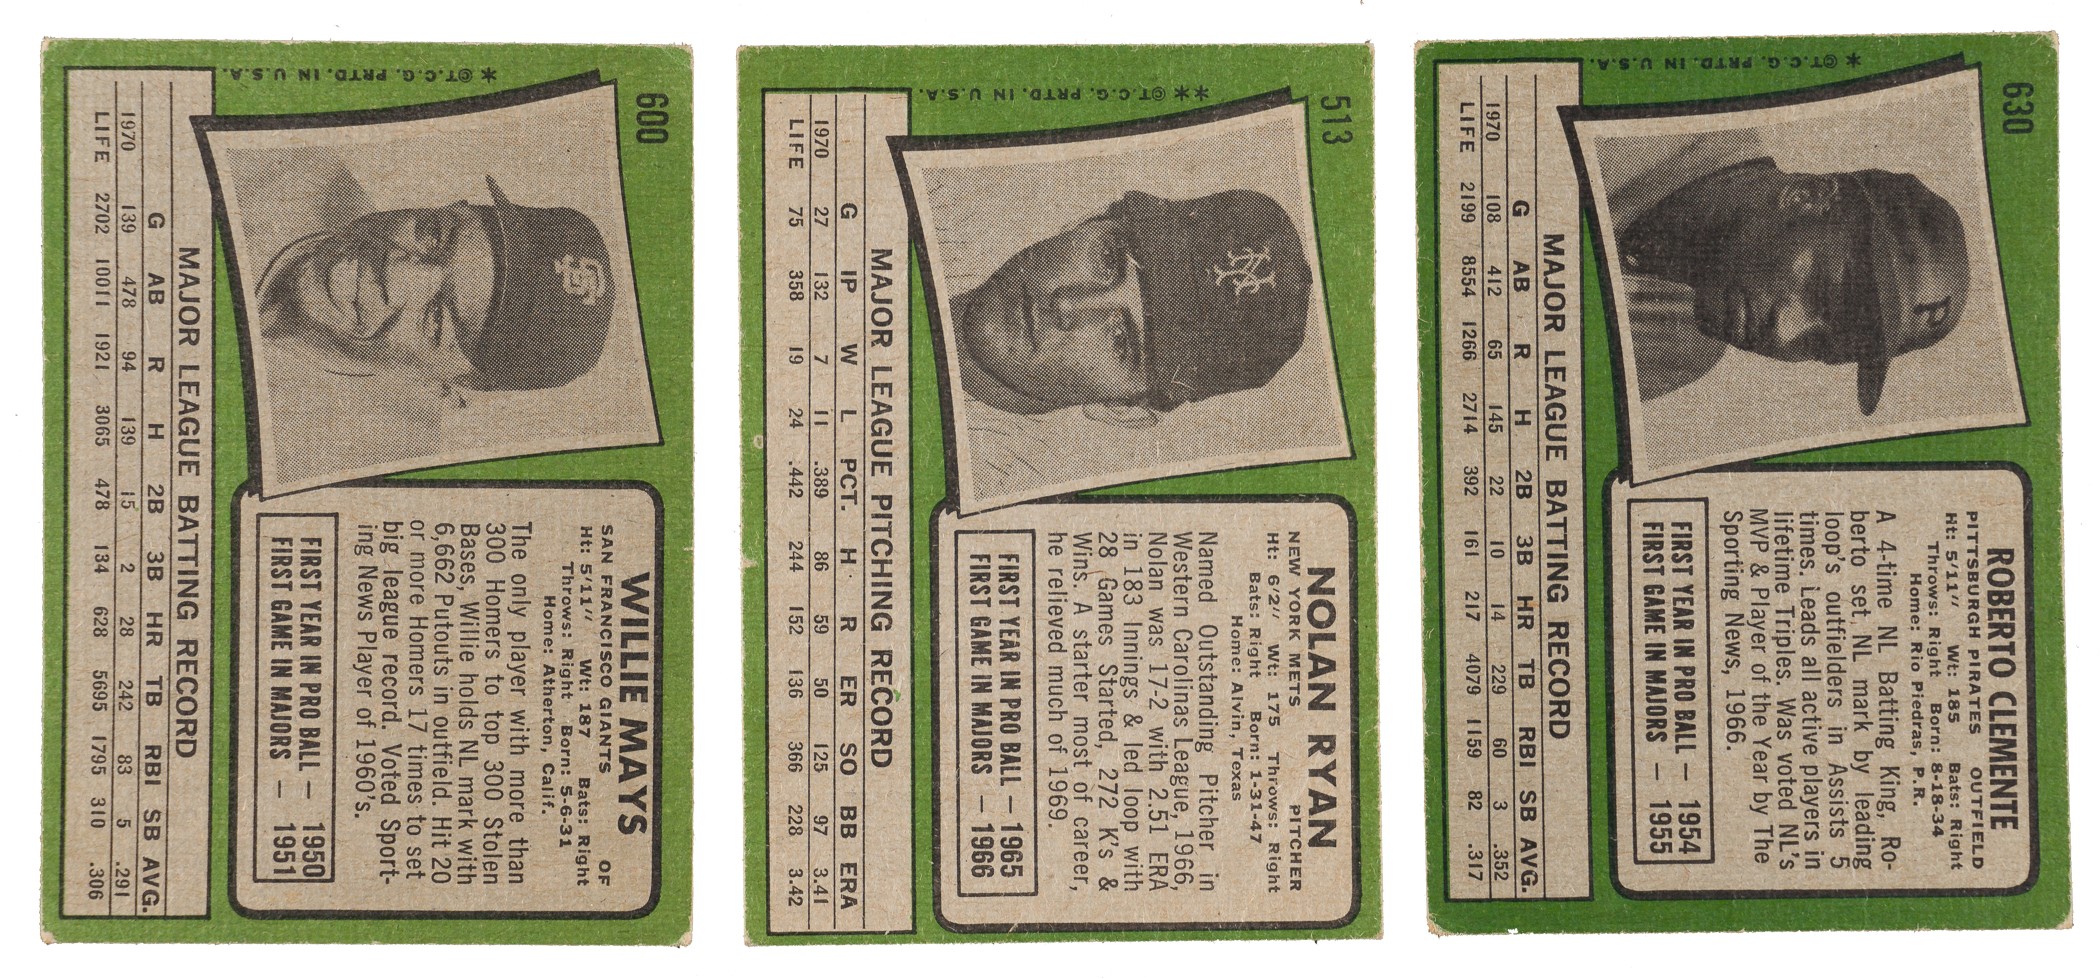 600
WILLIE MAYS
SAN FRANCISCO GIANTS OF
Ht: 5'11" Wt: 187 Bats: Right
Throws: Right Born: 5-6-31
Home: Atherton, Calif.
The only player with more than
300 Homers to top 300 Stolen
Bases, Willie holds NL mark with
6,662 Putouts in outfield. Hit 20
or more Homers 17 times to set
big league record. Voted Sport-
ing News Player of 1960's.
FIRST YEAR IN PRO BALL — 1950
FIRST GAME IN MAJORS — 1951
*©T.C.G. PRTD. IN U.S.A.
MAJOR LEAGUE BATTING RECORD
G AB R H 2B 3B HR TB RBI SB AVG.
1970 139 478 94 139 15 2 28 242 83 5 .291
LIFE 2702 10011 1921 3065 478 134 628 5695 1795 310 .306
513
NOLAN RYAN
NEW YORK METS PITCHER
Ht: 6'2" Wt: 175 Throws: Right
Bats: Right Born: 1-31-47
Home: Alvin, Texas
Named Outstanding Pitcher in
Western Carolinas League, 1966,
Nolan was 17-2 with 2.51 ERA
in 183 Innings & led loop with
28 Games Started, 272 K's &
Wins. A starter most of career,
he relieved much of 1969.
FIRST YEAR IN PRO BALL — 1965
FIRST GAME IN MAJORS — 1966
**©T.C.G. PRTD. IN U.S.A.
MAJOR LEAGUE PITCHING RECORD
G IP W L PCT. H R ER SO BB ERA
1970 27 132 7 11 .389 86 59 50 125 97 3.41
LIFE 75 358 19 24 .442 244 152 136 366 228 3.42
630
ROBERTO CLEMENTE
PITTSBURGH PIRATES OUTFIELD
Ht: 5'11" Wt: 185 Bats: Right
Throws: Right Born: 8-18-34
Home: Rio Piedras, P.R.
A 4-time NL Batting King, Ro-
berto set NL mark by leading
loop's outfielders in Assists 5
times. Leads all active players in
lifetime Triples. Was voted NL's
MVP & Player of the Year by The
Sporting News, 1966.
FIRST YEAR IN PRO BALL — 1954
FIRST GAME IN MAJORS — 1955
*©T.C.G. PRTD. IN U.S.A.
MAJOR LEAGUE BATTING RECORD
G AB R H 2B 3B HR TB RBI SB AVG.
1970 108 412 65 145 22 10 14 229 60 3 .352
LIFE 2199 8554 1266 2714 392 161 217 4079 1159 82 .317